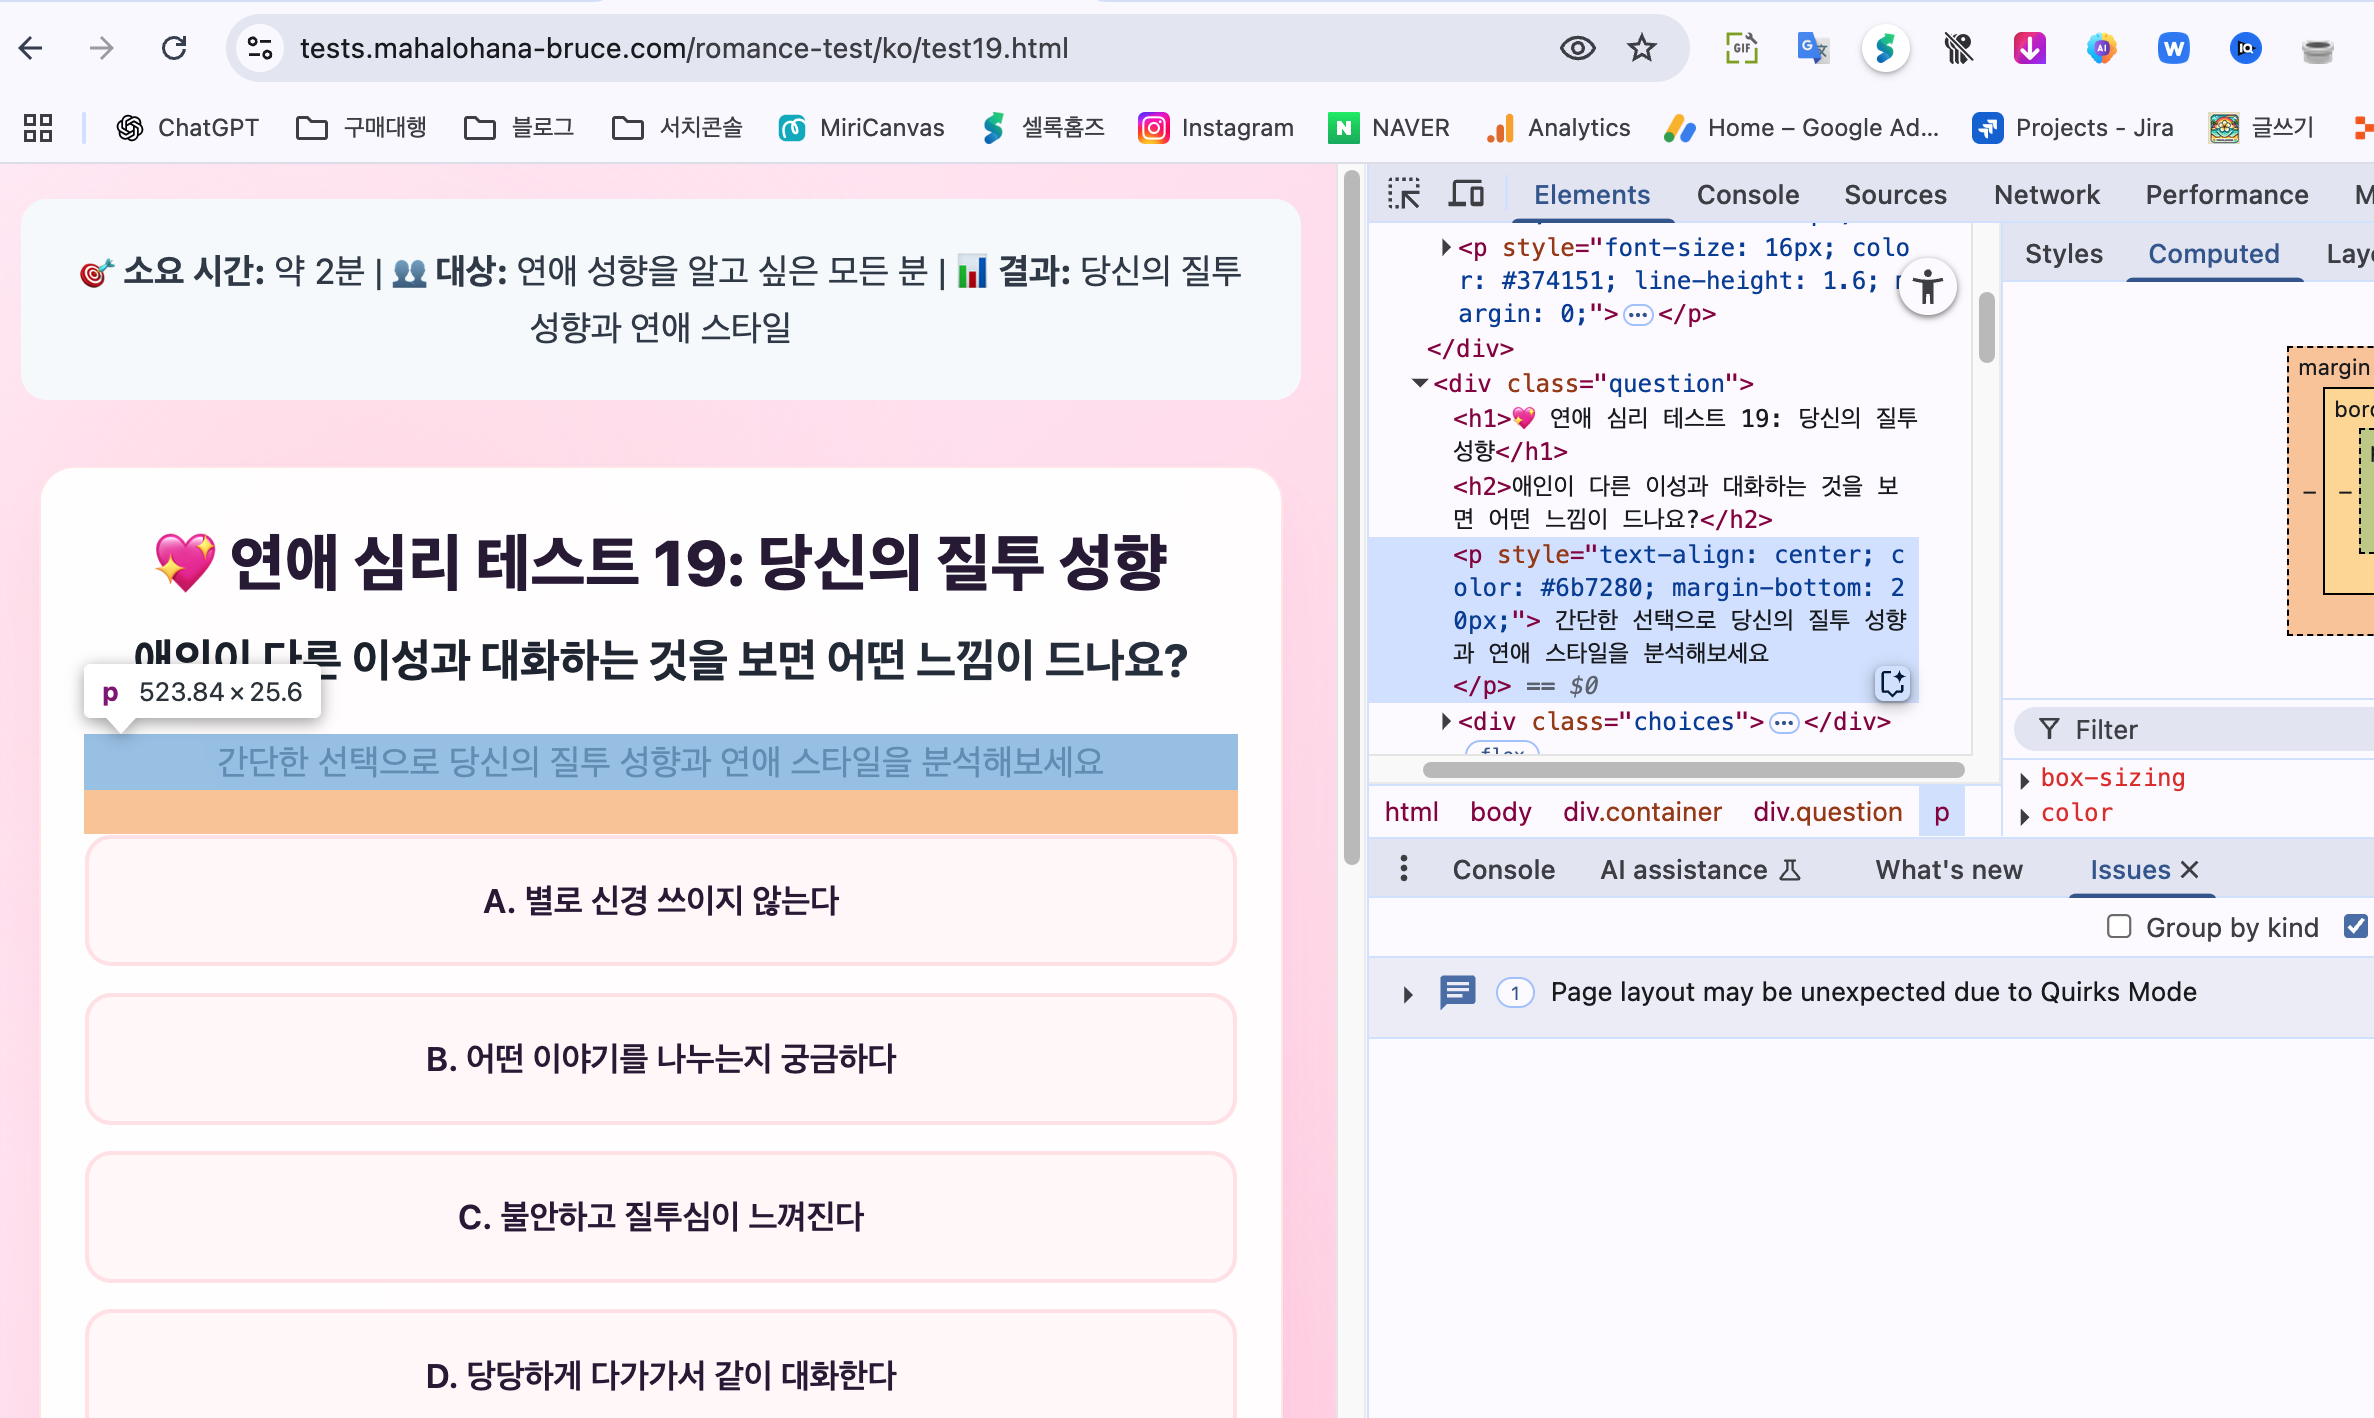 tests.mahalohana-bruce.com/romance-test/ko/test19.html
GIF
G
AI
W
IQ
ChatGPT
구매대행
블로그
서치콘솔
MiriCanvas
셀록홈즈
Instagram
N NAVER
Analytics
Home – Google Ad...
Projects - Jira
글쓰기
🎯 소요 시간: 약 2분 | 👥 대상: 연애 성향을 알고 싶은 모든 분 | 📊 결과: 당신의 질투
성향과 연애 스타일
💖 연애 심리 테스트 19: 당신의 질투 성향
애인이 다른 이성과 대화하는 것을 보면 어떤 느낌이 드나요?
p 523.84 × 25.6
간단한 선택으로 당신의 질투 성향과 연애 스타일을 분석해보세요
A. 별로 신경 쓰이지 않는다
B. 어떤 이야기를 나누는지 궁금하다
C. 불안하고 질투심이 느껴진다
D. 당당하게 다가가서 같이 대화한다
Elements
Console
Sources
Network
Performance
M
<p style="font-size: 16px; colo
r: #374151; line-height: 1.6; m
argin: 0;"> … </p>
</div>
<div class="question">
<h1>💖 연애 심리 테스트 19: 당신의 질투
성향</h1>
<h2>애인이 다른 이성과 대화하는 것을 보
면 어떤 느낌이 드나요?</h2>
<p style="text-align: center; c
olor: #6b7280; margin-bottom: 2
0px;"> 간단한 선택으로 당신의 질투 성향
과 연애 스타일을 분석해보세요
</p> == $0
<div class="choices"> … </div>
flex
html body div.container div.question p
Styles
Computed
Lay
margin
bord
–
–
Filter
box-sizing
color
Console
AI assistance
What's new
Issues
Group by kind
1 Page layout may be unexpected due to Quirks Mode